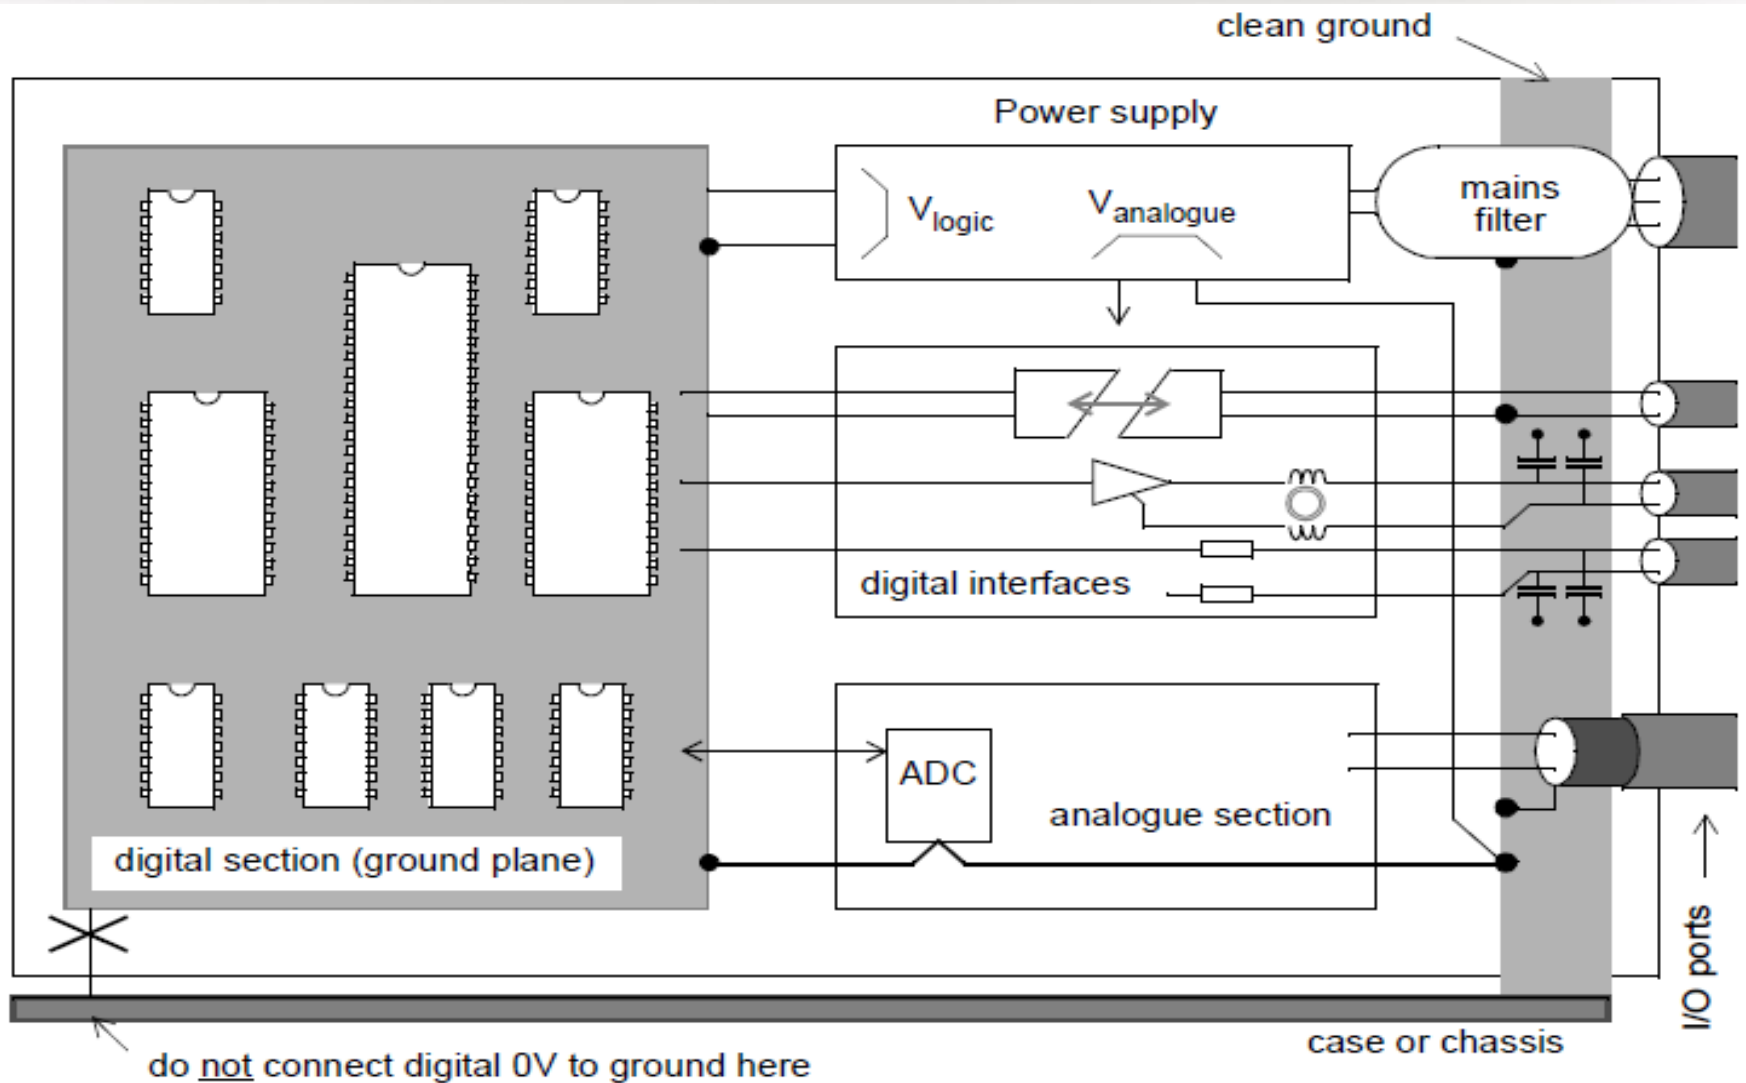 clean ground
Power supply
Vlogic
Vanalogue
mains
filter
digital interfaces
ADC
analogue section
digital section (ground plane)
I/O ports
case or chassis
do not connect digital 0V to ground here